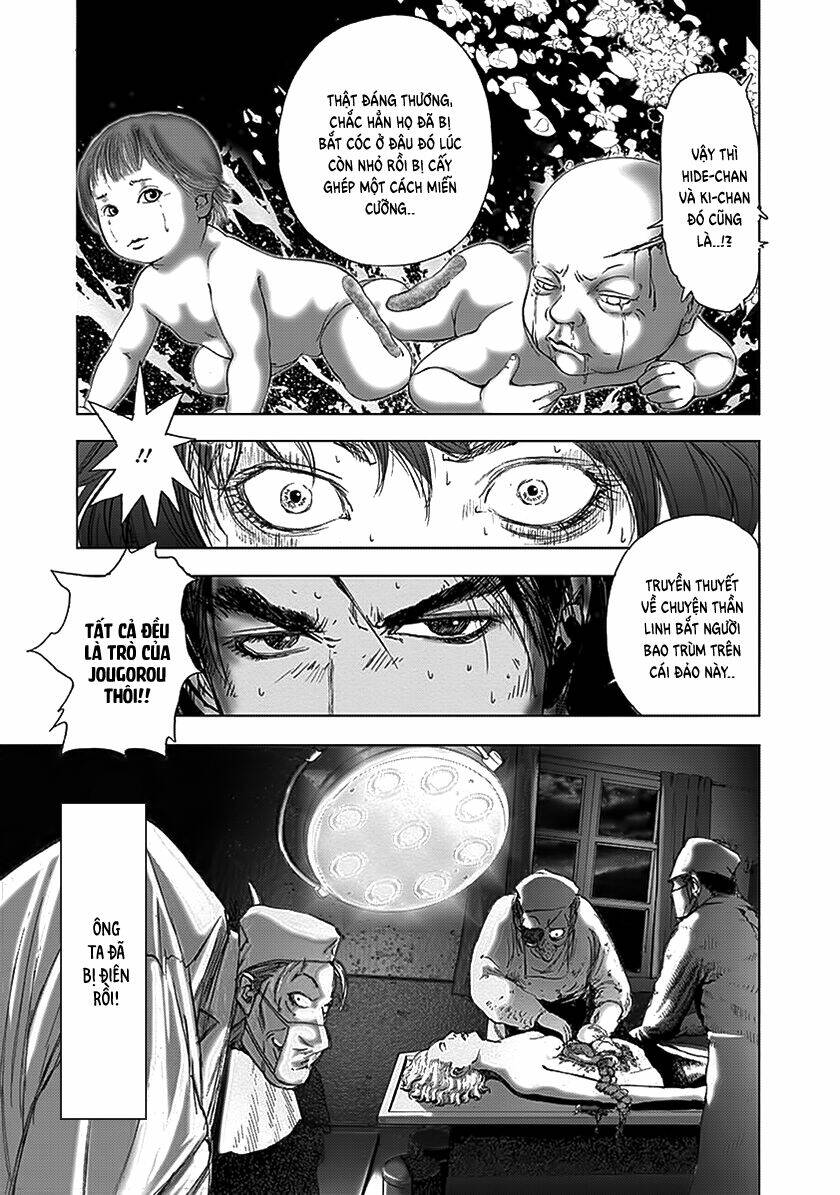 VẬY THÌ
HIDE-CHAN
VÀ KI-CHAN
ĐÓ CŨNG
LÀ..!?
THẬT ĐÁNG THƯƠNG,
CHẮC HẲN HỌ ĐÃ BỊ
BẮT CÓC Ở ĐÂU ĐÓ LÚC
CÒN NHỎ RỒI BỊ CẤY
GHÉP MỘT CÁCH MIỄN
CƯỠNG..
!!
TRUYỀN THUYẾT
VỀ CHUYỆN THẦN
LINH BẮT NGƯỜI
BAO TRÙM TRÊN
CÁI ĐẢO NÀY..
TẤT CẢ ĐỀU
LÀ TRÒ CỦA
JOUGOROU
THÔI!!
ÔNG
TA ĐÃ
BỊ ĐIÊN
RỒI!